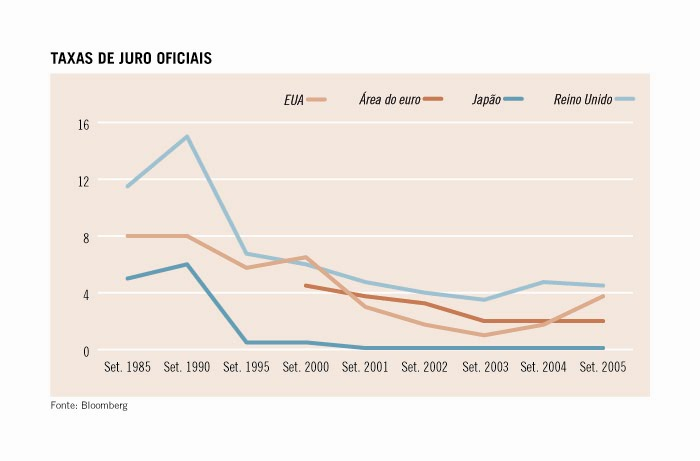 TAXAS DE JURO OFICIAIS
EUA Área do euro Japão Reino Unido
16
12
8
4
0
Set. 1985 Set. 1990 Set. 1995 Set. 2000 Set. 2001 Set. 2002 Set. 2003 Set. 2004 Set. 2005
Fonte: Bloomberg